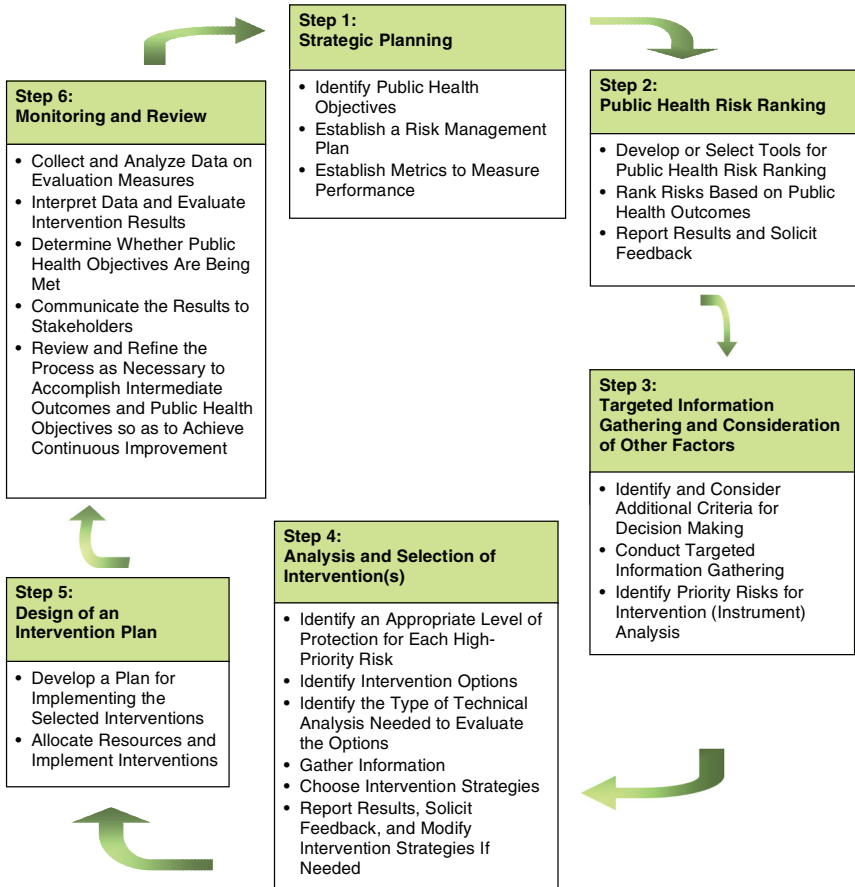 Step 1:
Strategic Planning
• Identify Public Health
Objectives
• Establish a Risk Management
Plan
• Establish Metrics to Measure
Performance
Step 2:
Public Health Risk Ranking
• Develop or Select Tools for
Public Health Risk Ranking
• Rank Risks Based on Public
Health Outcomes
• Report Results and Solicit
Feedback
Step 3:
Targeted Information
Gathering and Consideration
of Other Factors
• Identify and Consider
Additional Criteria for
Decision Making
• Conduct Targeted
Information Gathering
• Identify Priority Risks for
Intervention (Instrument)
Analysis
Step 4:
Analysis and Selection of
Intervention(s)
• Identify an Appropriate Level of
Protection for Each High-
Priority Risk
• Identify Intervention Options
• Identify the Type of Technical
Analysis Needed to Evaluate
the Options
• Gather Information
• Choose Intervention Strategies
• Report Results, Solicit
Feedback, and Modify
Intervention Strategies If
Needed
Step 5:
Design of an
Intervention Plan
• Develop a Plan for
Implementing the
Selected Interventions
• Allocate Resources and
Implement Interventions
Step 6:
Monitoring and Review
• Collect and Analyze Data on
Evaluation Measures
• Interpret Data and Evaluate
Intervention Results
• Determine Whether Public
Health Objectives Are Being
Met
• Communicate the Results to
Stakeholders
• Review and Refine the
Process as Necessary to
Accomplish Intermediate
Outcomes and Public Health
Objectives so as to Achieve
Continuous Improvement